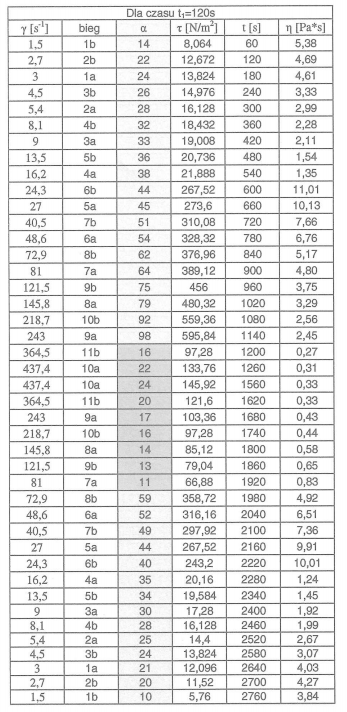 Dla czasu t₁=120s
γ [s⁻¹] bieg α τ [N/m²] t [s] η [Pa*s]
1,5 1b 14 8,064 60 5,38
2,7 2b 22 12,672 120 4,69
3 1a 24 13,824 180 4,61
4,5 3b 26 14,976 240 3,33
5,4 2a 28 16,128 300 2,99
8,1 4b 32 18,432 360 2,28
9 3a 33 19,008 420 2,11
13,5 5b 36 20,736 480 1,54
16,2 4a 38 21,888 540 1,35
24,3 6b 44 267,52 600 11,01
27 5a 45 273,6 660 10,13
40,5 7b 51 310,08 720 7,66
48,6 6a 54 328,32 780 6,76
72,9 8b 62 376,96 840 5,17
81 7a 64 389,12 900 4,80
121,5 9b 75 456 960 3,75
145,8 8a 79 480,32 1020 3,29
218,7 10b 92 559,36 1080 2,56
243 9a 98 595,84 1140 2,45
364,5 11b 16 97,28 1200 0,27
437,4 10a 22 133,76 1260 0,31
437,4 10a 24 145,92 1560 0,33
364,5 11b 20 121,6 1620 0,33
243 9a 17 103,36 1680 0,43
218,7 10b 16 97,28 1740 0,44
145,8 8a 14 85,12 1800 0,58
121,5 9b 13 79,04 1860 0,65
81 7a 11 66,88 1920 0,83
72,9 8b 59 358,72 1980 4,92
48,6 6a 52 316,16 2040 6,51
40,5 7b 49 297,92 2100 7,36
27 5a 44 267,52 2160 9,91
24,3 6b 40 243,2 2220 10,01
16,2 4a 35 20,16 2280 1,24
13,5 5b 34 19,584 2340 1,45
9 3a 30 17,28 2400 1,92
8,1 4b 28 16,128 2460 1,99
5,4 2a 25 14,4 2520 2,67
4,5 3b 24 13,824 2580 3,07
3 1a 21 12,096 2640 4,03
2,7 2b 20 11,52 2700 4,27
1,5 1b 10 5,76 2760 3,84